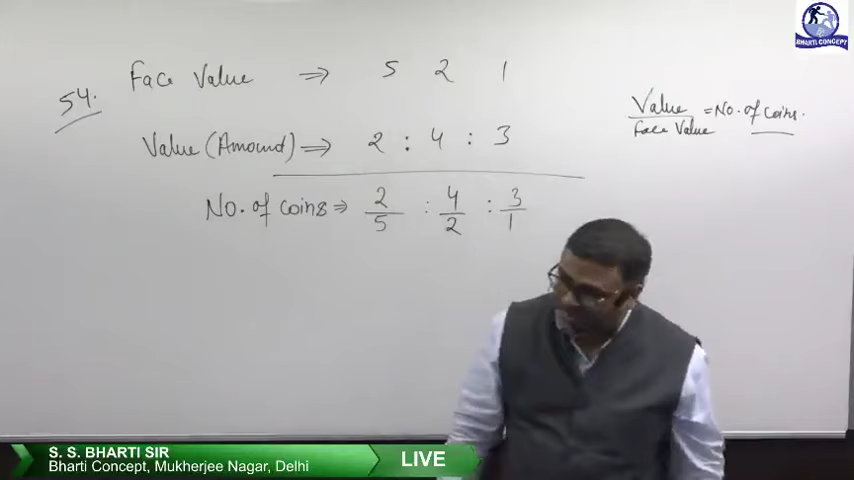 54. Face Value ⇒ 5 2 1
Value (Amound) ⇒ 2 : 4 : 3
No. of coins ⇒ 2/5 : 4/2 : 3/1
Value/Face Value = No. of coins.
BHARTI CONCEPT
S. S. BHARTI SIR
Bharti Concept, Mukherjee Nagar, Delhi
LIVE